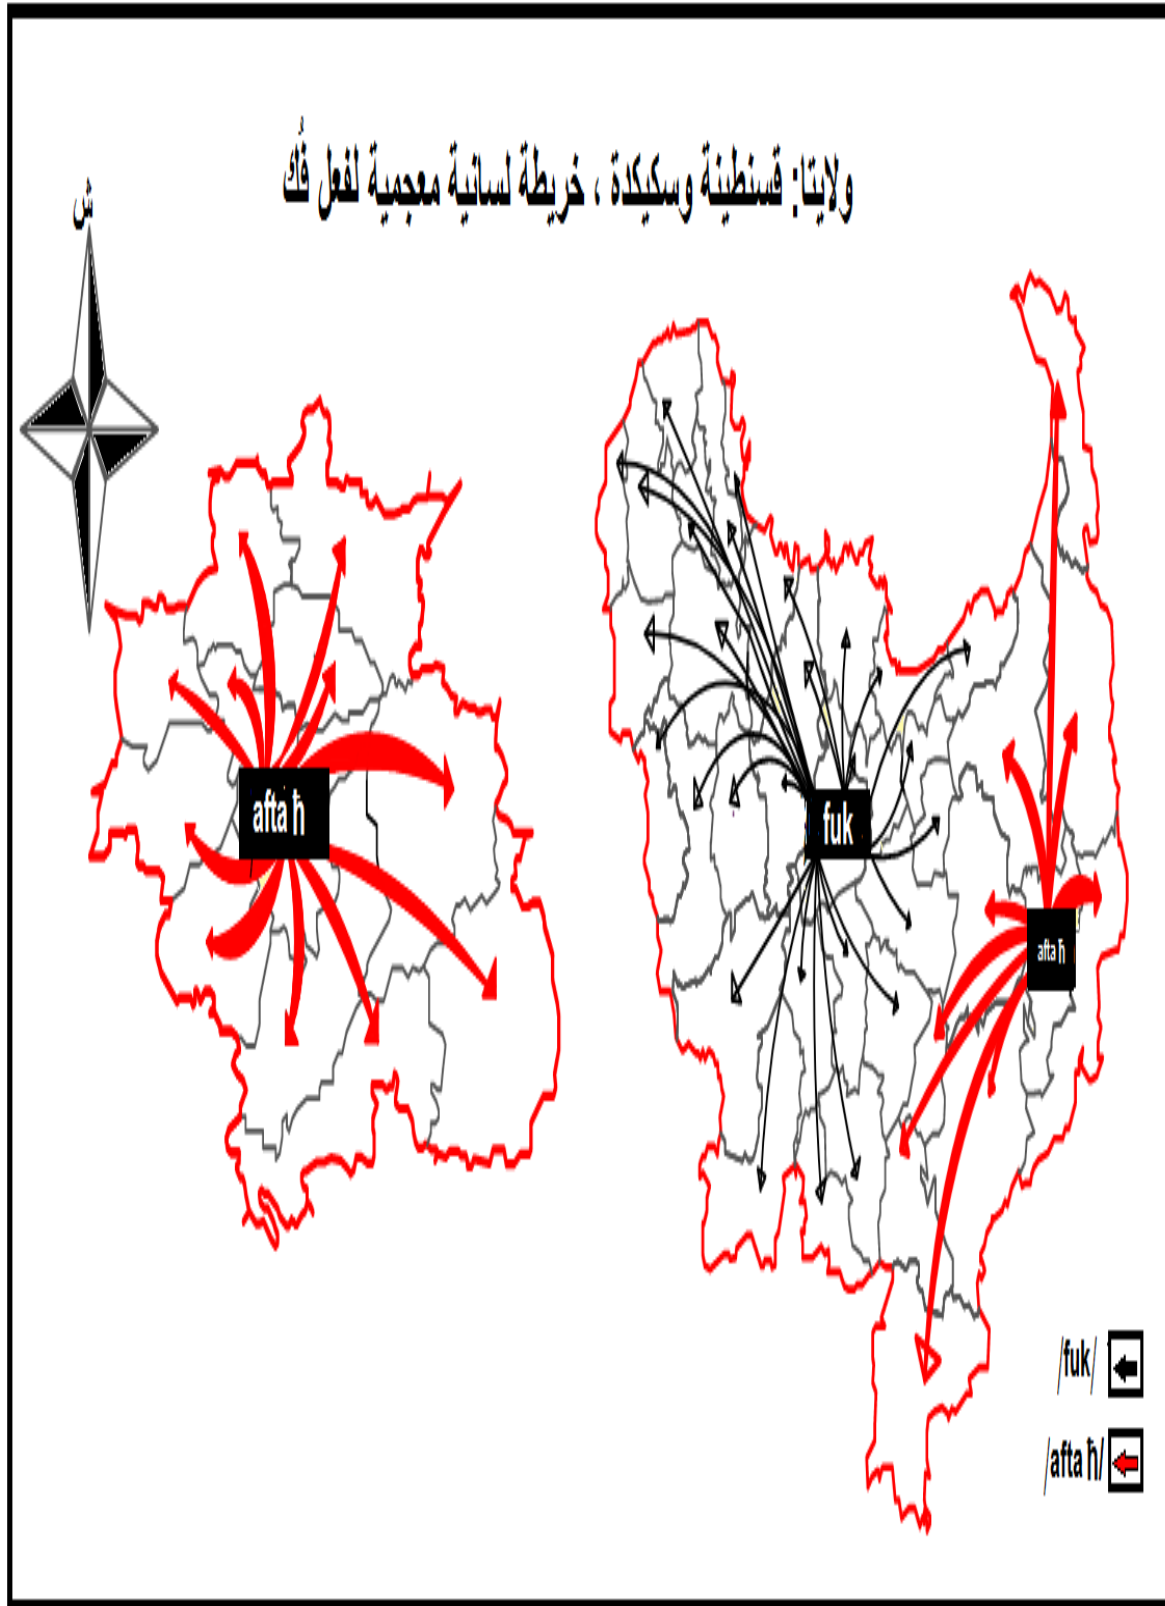 ولايتا: قسنطينة وسكيكدة ، خريطة لسانية معجمية لفعل فُك
ش
afta ħ
fuk
afta ħ
/fuk/
/afta ħ/